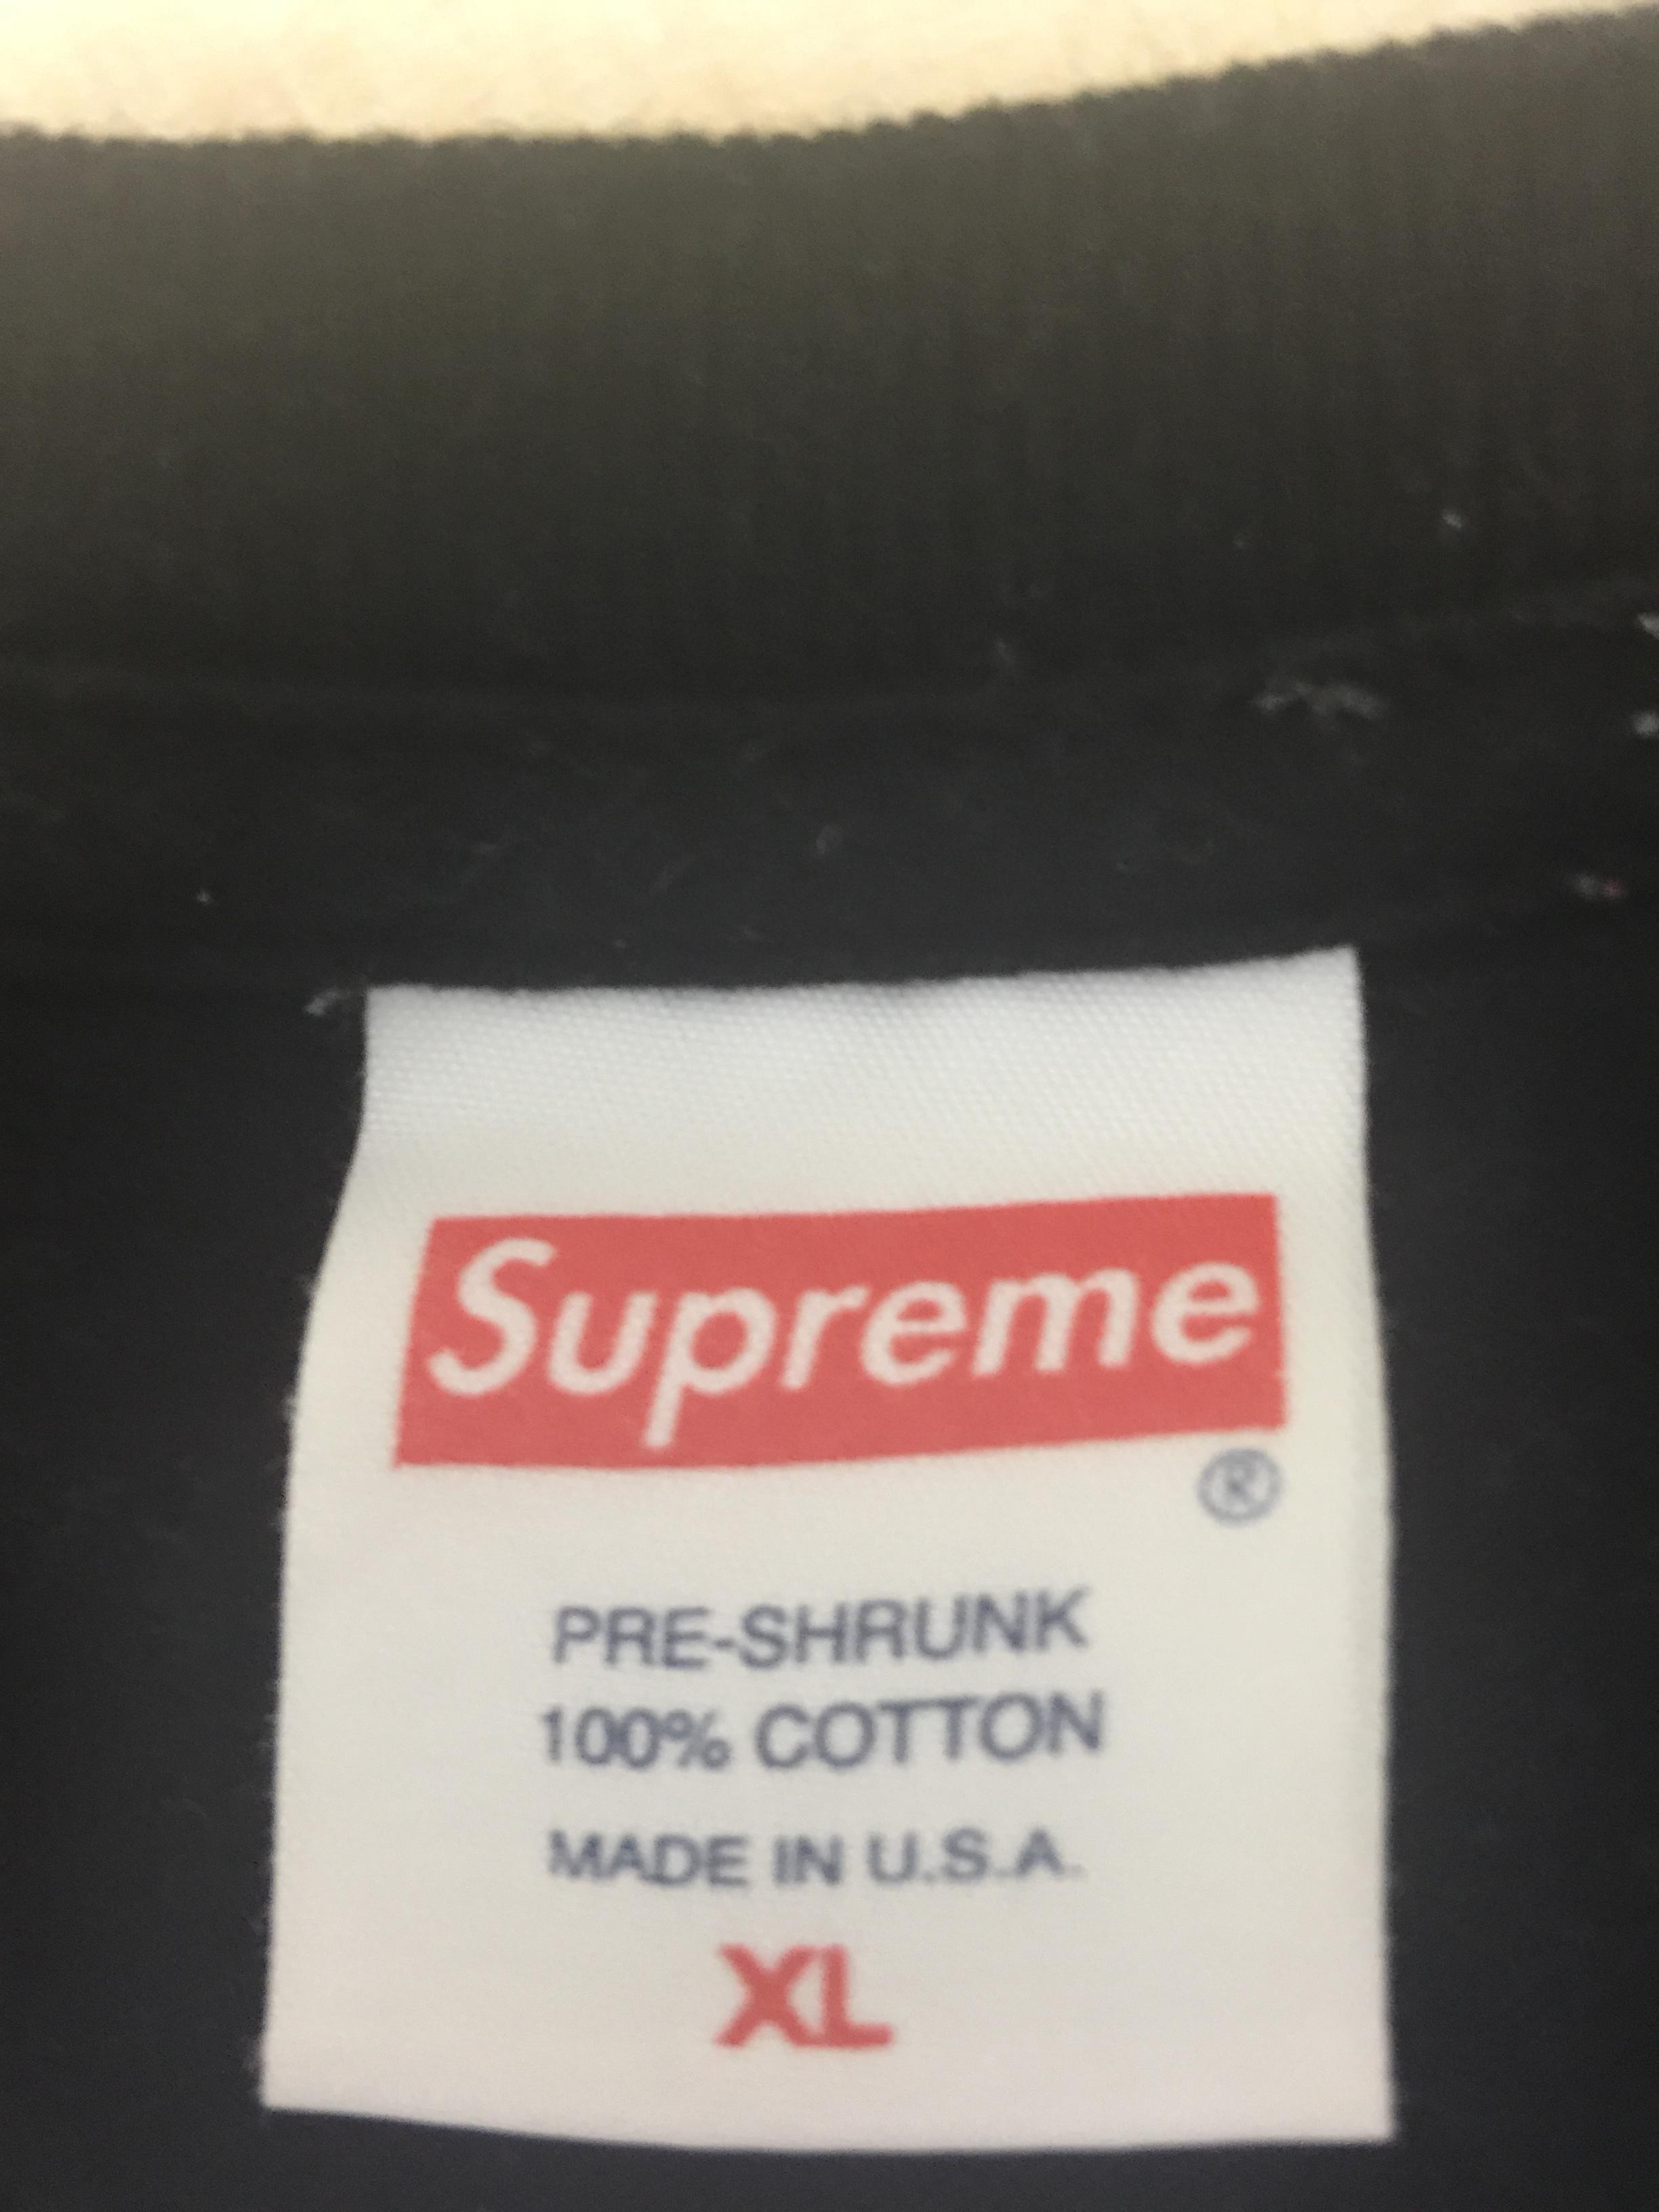 Supreme
®
PRE-SHRUNK
100% COTTON
MADE IN U.S.A.
XL